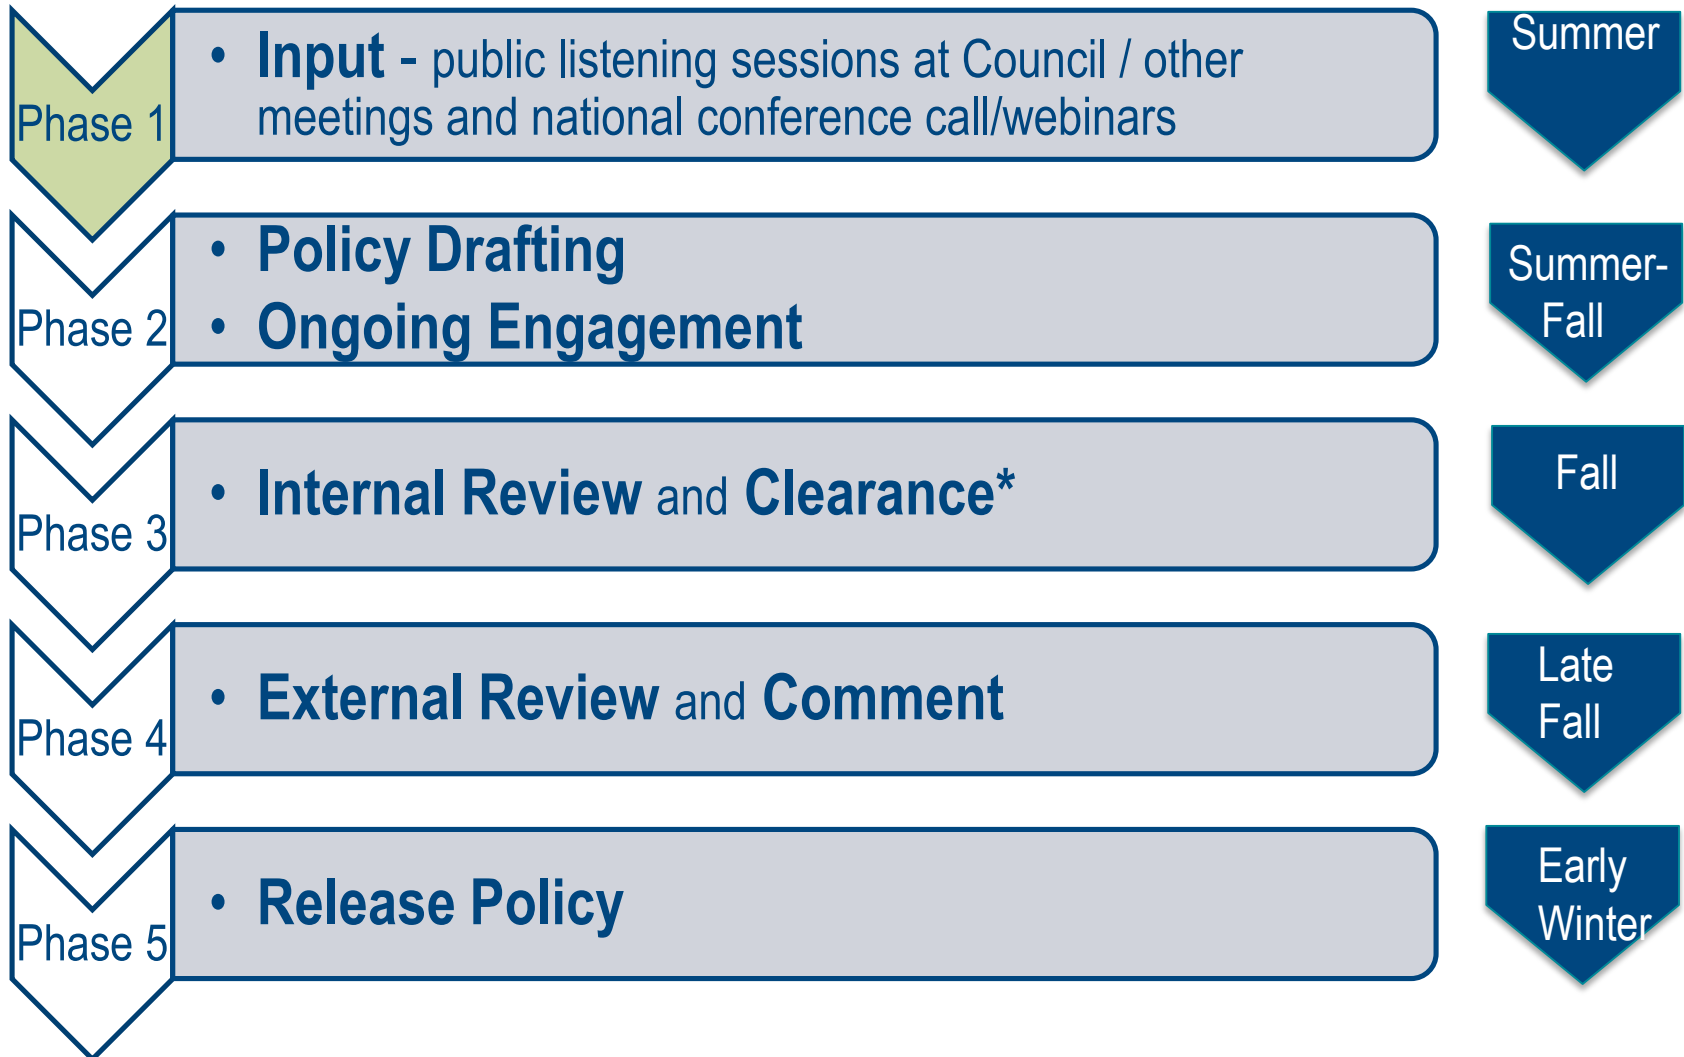 Phase 1
• Input - public listening sessions at Council / other
meetings and national conference call/webinars
Summer
Phase 2
• Policy Drafting
• Ongoing Engagement
Summer-
Fall
Phase 3
• Internal Review and Clearance*
Fall
Phase 4
• External Review and Comment
Late
Fall
Phase 5
• Release Policy
Early
Winter